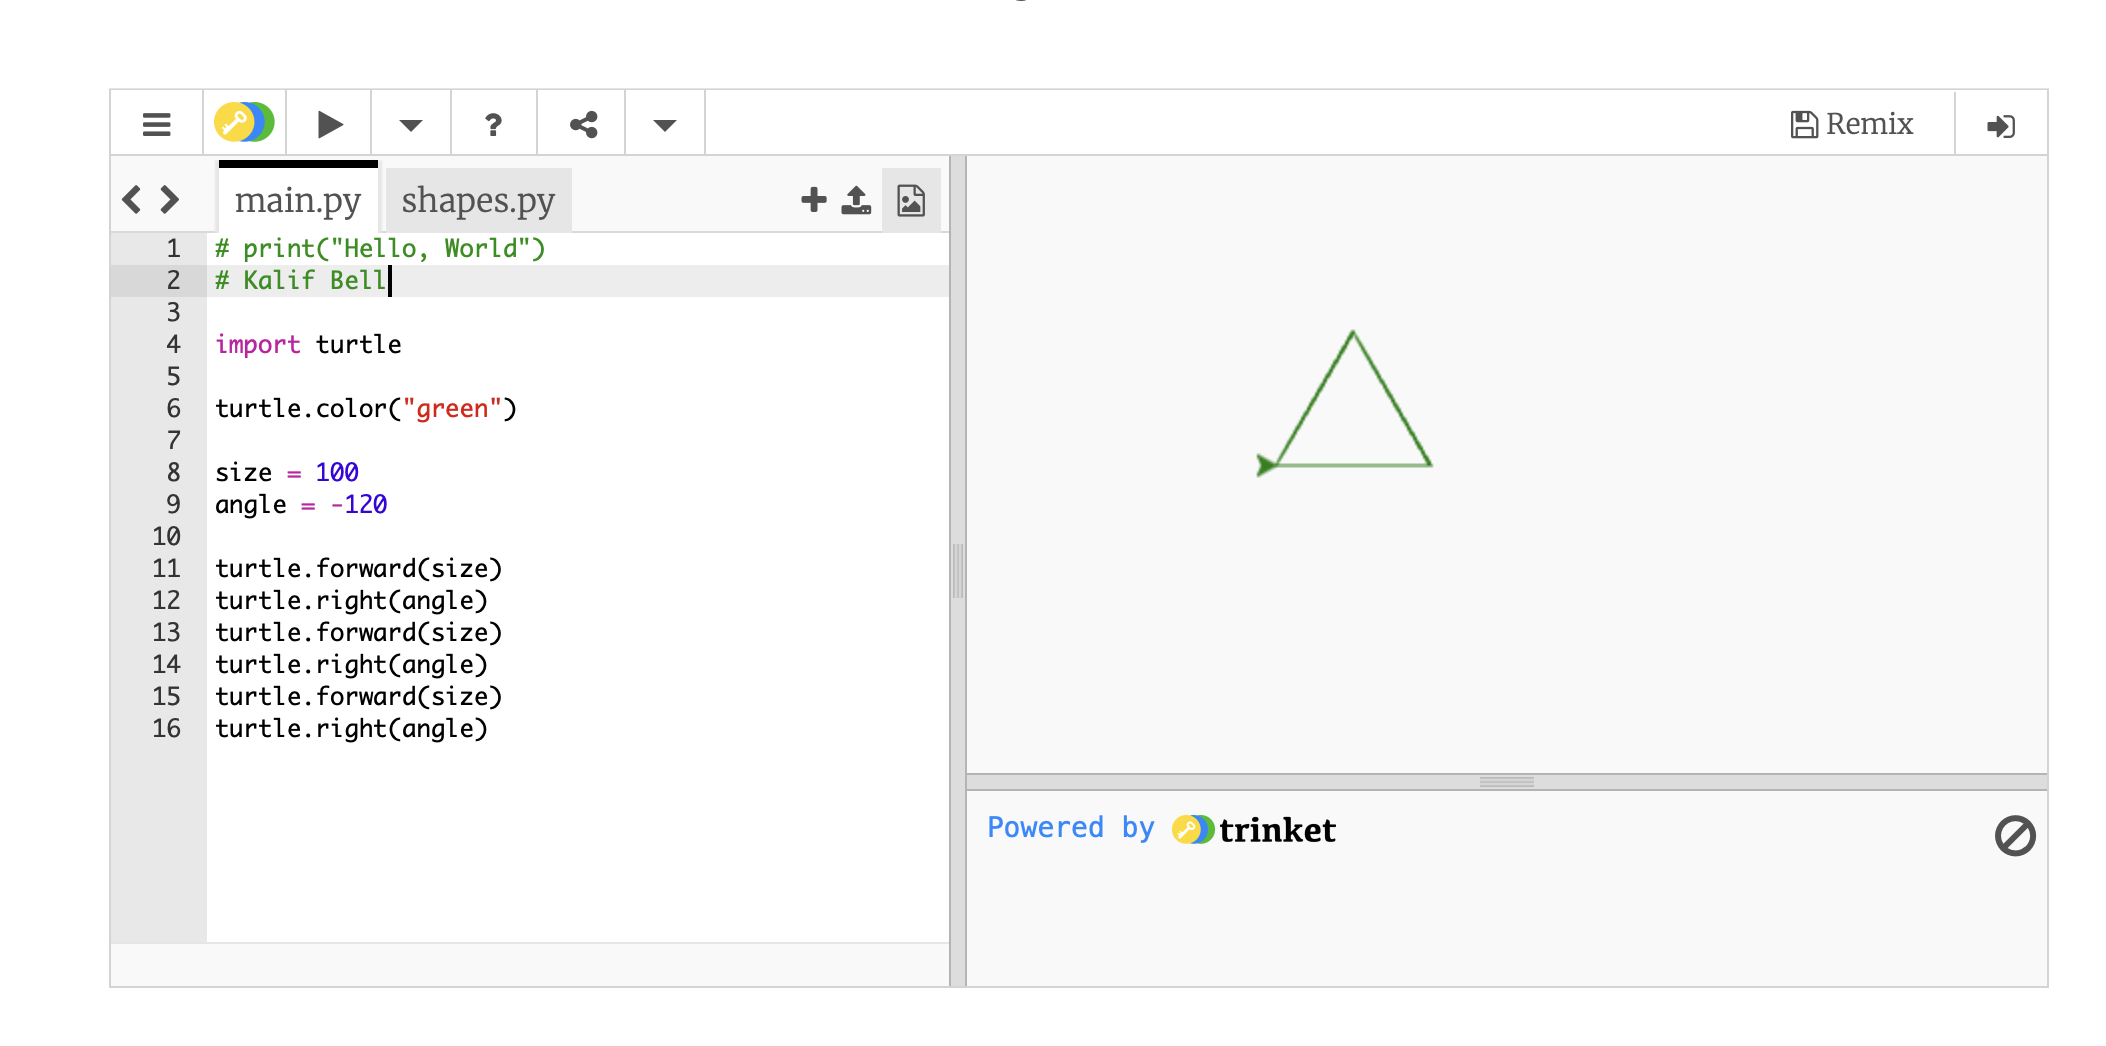 Remix
main.py shapes.py
1 # print("Hello, World")
2 # Kalif Bell
3
4 import turtle
5
6 turtle.color("green")
7
8 size = 100
9 angle = -120
10
11 turtle.forward(size)
12 turtle.right(angle)
13 turtle.forward(size)
14 turtle.right(angle)
15 turtle.forward(size)
16 turtle.right(angle)
Powered by trinket